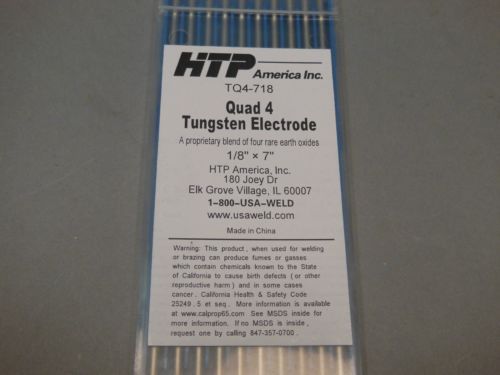 HTP America Inc.
TQ4-718
Quad 4
Tungsten Electrode
A proprietary blend of four rare earth oxides
1/8" × 7"
HTP America, Inc.
180 Joey Dr
Elk Grove Village, IL 60007
1-800-USA-WELD
www.usaweld.com
Made in China
Warning: This product , when used for welding
or brazing can produce fumes or gasses
which contain chemicals known to the State
of California to cause birth defects ( or other
reproductive harm ) and in some cases
cancer . California Health & Safety Code
25249 . 5 et seq . More information is available
at www.calprop65.com See MSDS inside for
more information. If no MSDS is inside ,
request one by calling 847-357-0700 .